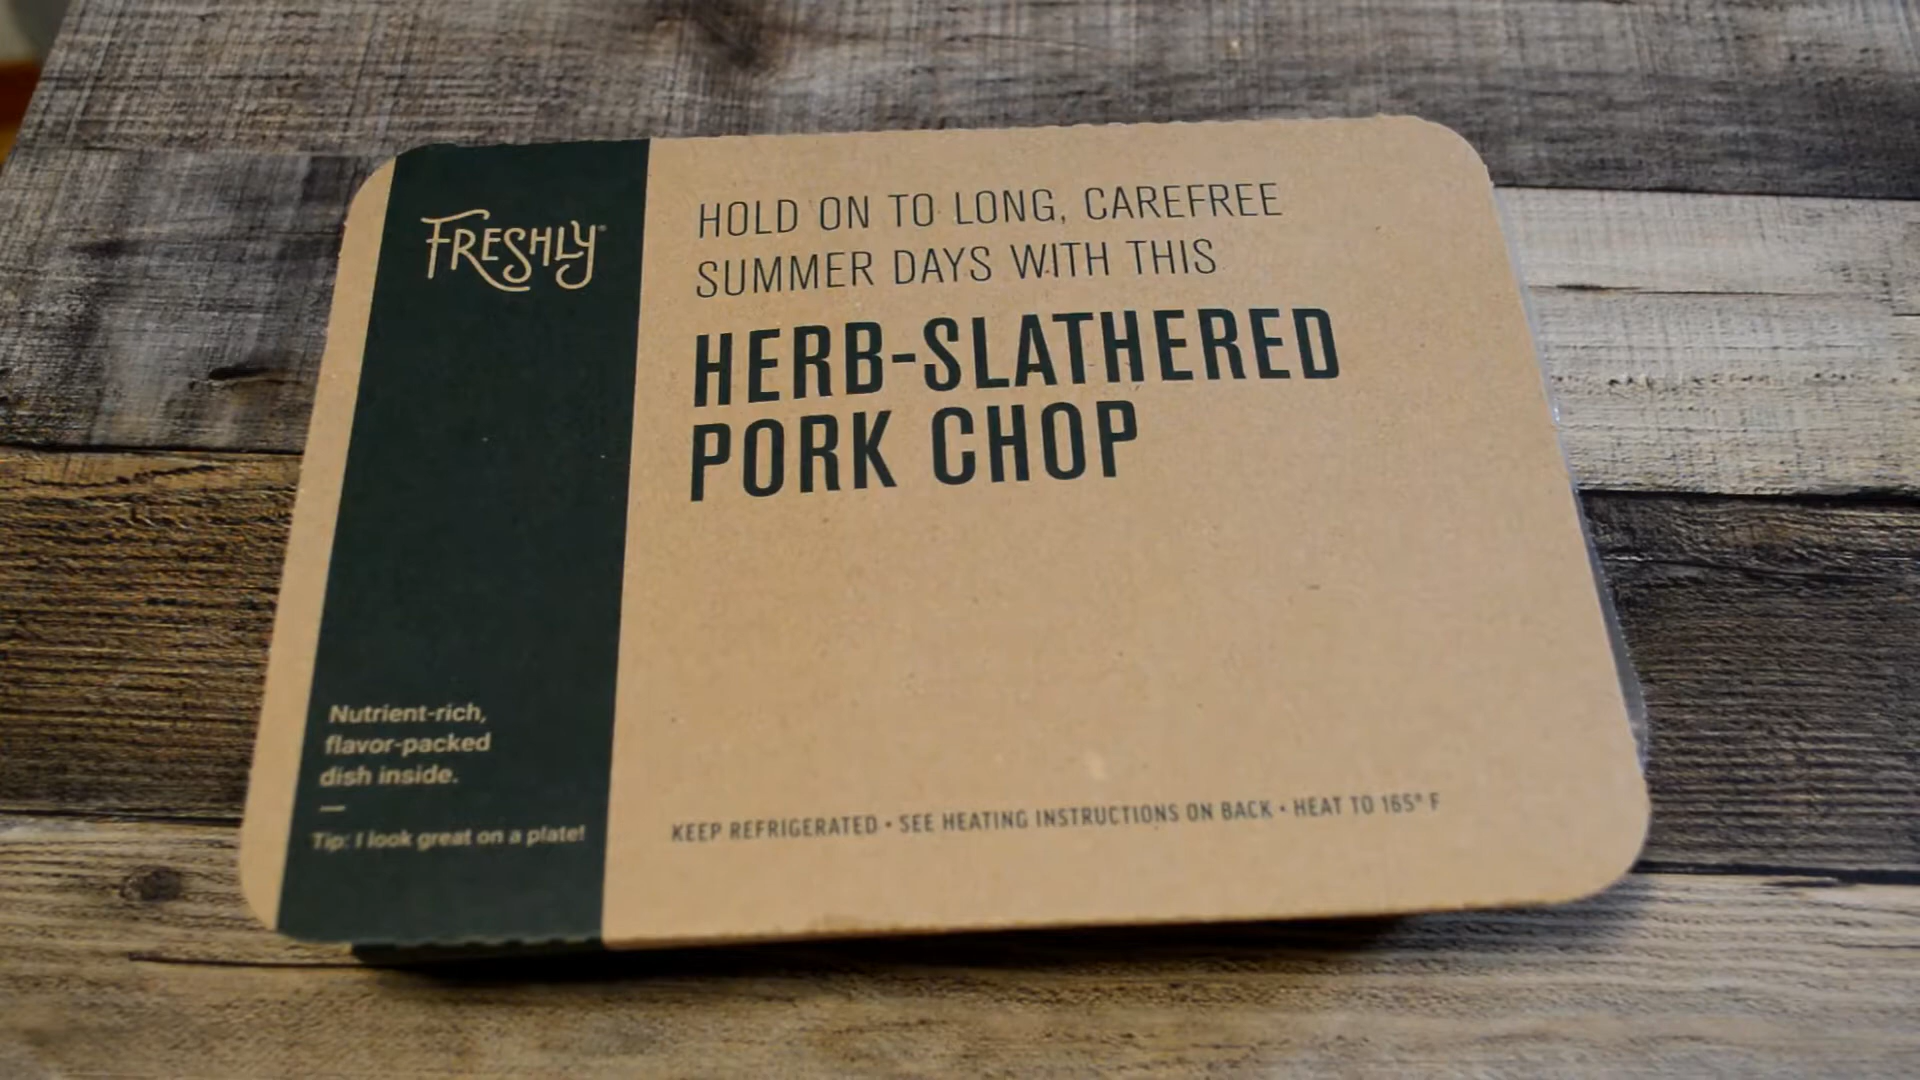 FRESHLY
HOLD ON TO LONG, CAREFREE
SUMMER DAYS WITH THIS
HERB-SLATHERED
PORK CHOP
Nutrient-rich,
flavor-packed
dish inside.
Tip: I look great on a plate!
KEEP REFRIGERATED • SEE HEATING INSTRUCTIONS ON BACK • HEAT TO 165° F